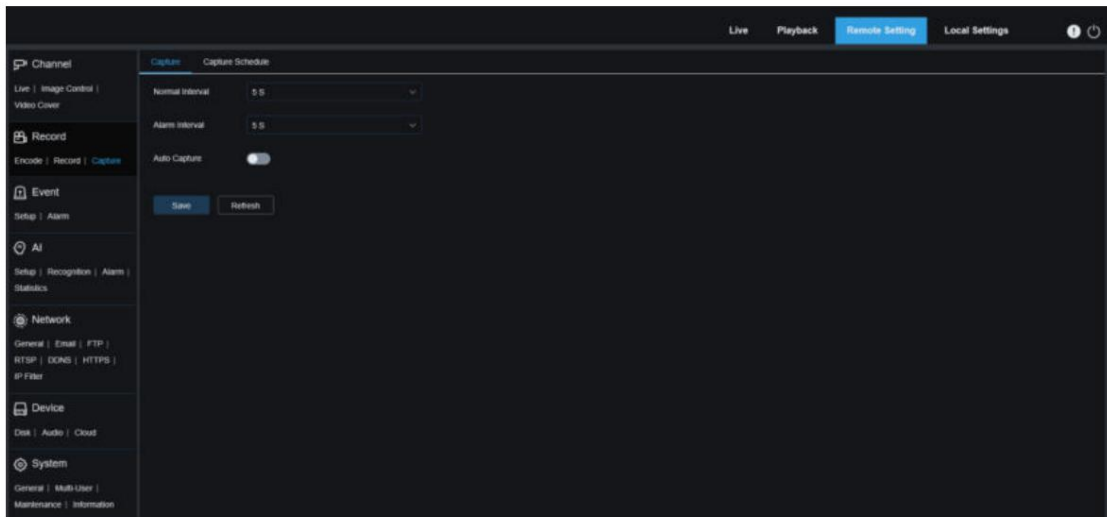 Live Playback Remote Setting Local Settings
Channel
Live | Image Control |
Video Cover
Record
Encode | Record | Capture
Event
Setup | Alarm
AI
Setup | Recognition | Alarm |
Statistics
Network
General | Email | FTP |
RTSP | DDNS | HTTPS |
IP Filter
Device
Disk | Audio | Cloud
System
General | Multi-User |
Maintenance | Information
Capture Capture Schedule
Normal Interval 5 S
Alarm Interval 5 S
Auto Capture
Save Refresh